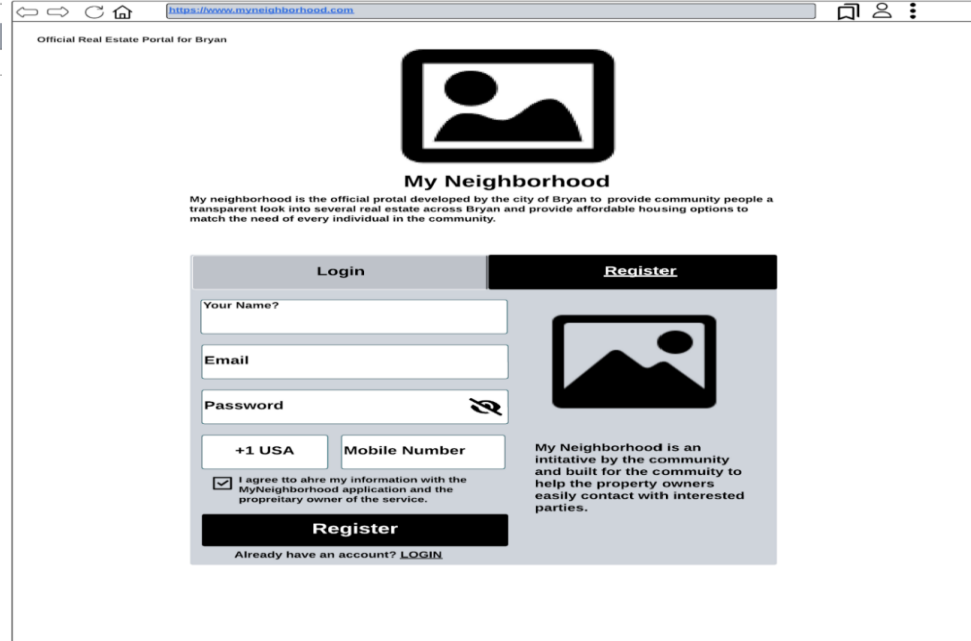 https://www.myneighborhood.com
Official Real Estate Portal for Bryan
My Neighborhood
My neighborhood is the official protal developed by the city of Bryan to provide community people a
transparent look into several real estate across Bryan and provide affordable housing options to
match the need of every individual in the community.
Login
Register
Your Name?
Email
Password
+1 USA
Mobile Number
I agree tto ahre my information with the
MyNeighborhood application and the
propreitary owner of the service.
Register
Already have an account? LOGIN
My Neighborhood is an
intitative by the community
and built for the commuity to
help the property owners
easily contact with interested
parties.